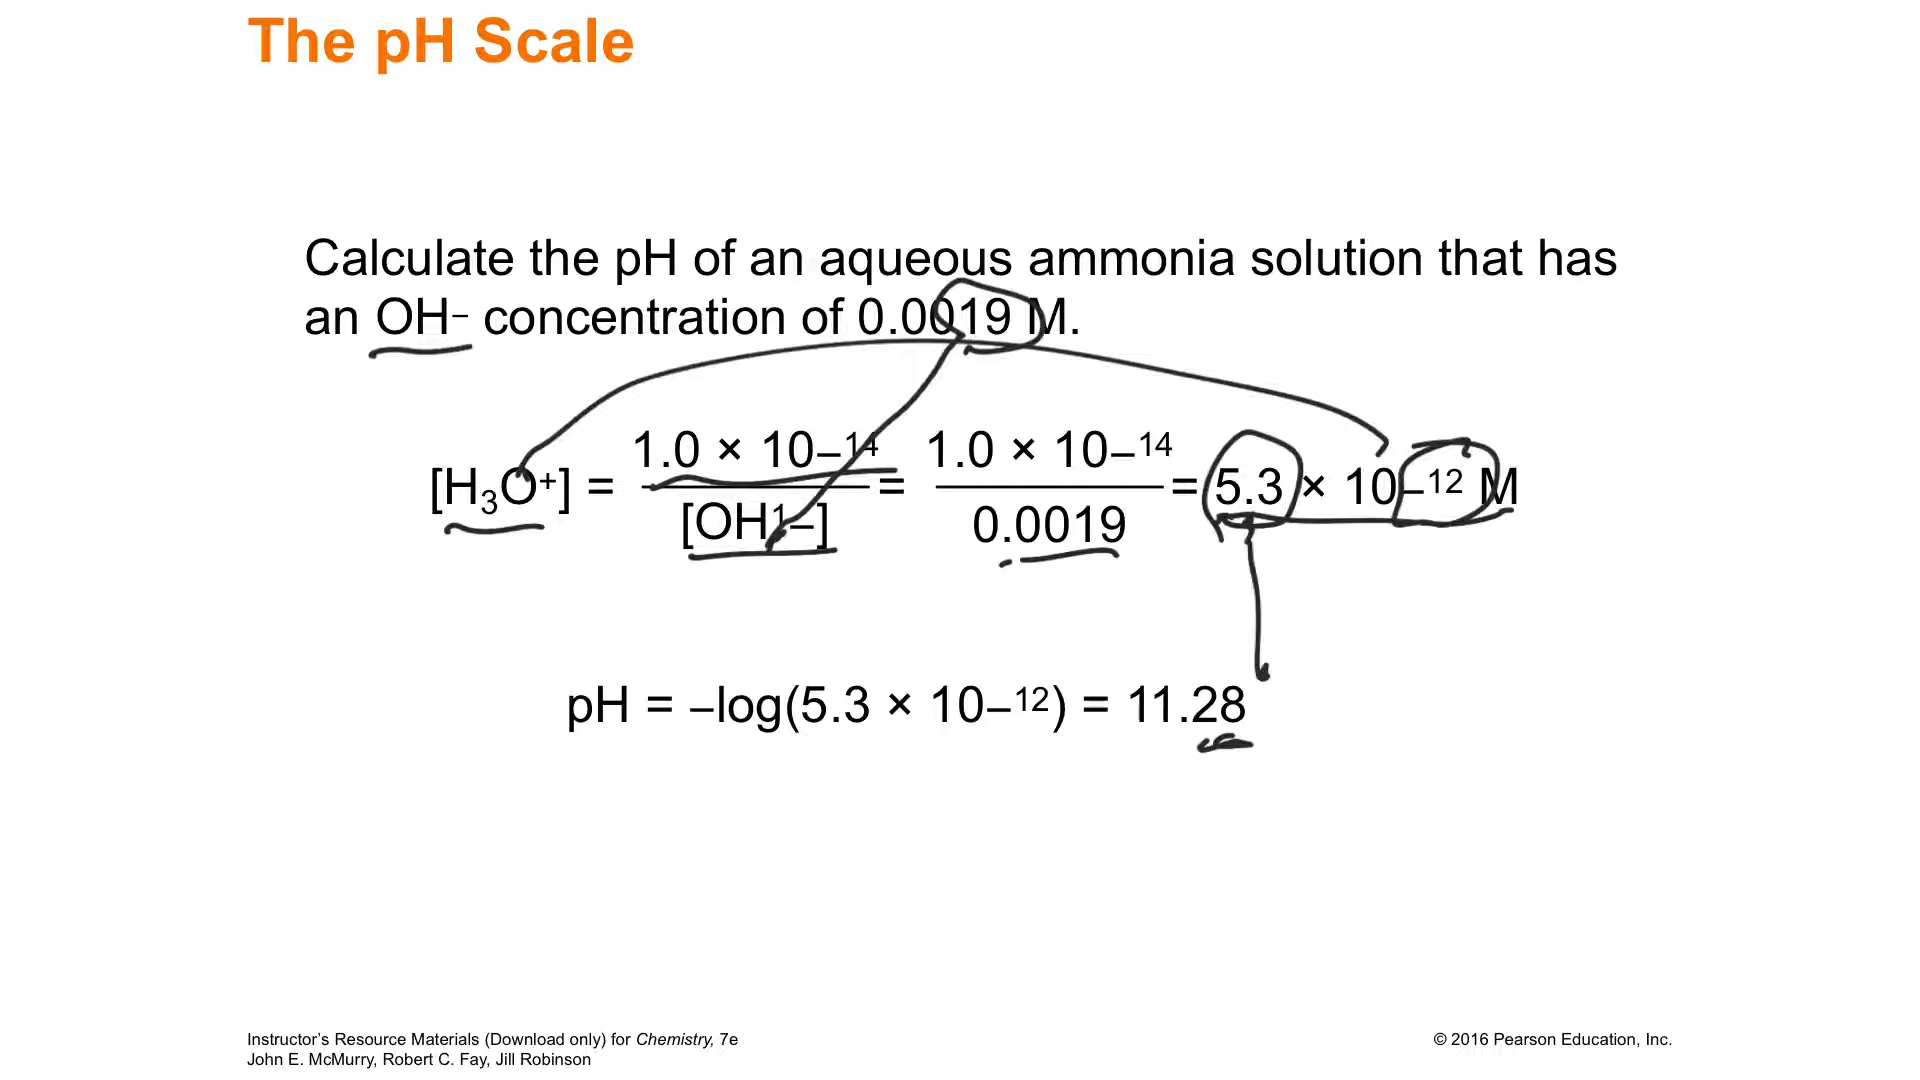 The pH Scale
Calculate the pH of an aqueous ammonia solution that has
an OH– concentration of 0.0019 M.
[H₃O⁺] = 1.0 × 10–¹⁴ / [OH¹–] = 1.0 × 10–¹⁴ / 0.0019 = 5.3 × 10–¹² M
pH = –log(5.3 × 10–¹²) = 11.28
Instructor’s Resource Materials (Download only) for Chemistry, 7e
John E. McMurry, Robert C. Fay, Jill Robinson
© 2016 Pearson Education, Inc.